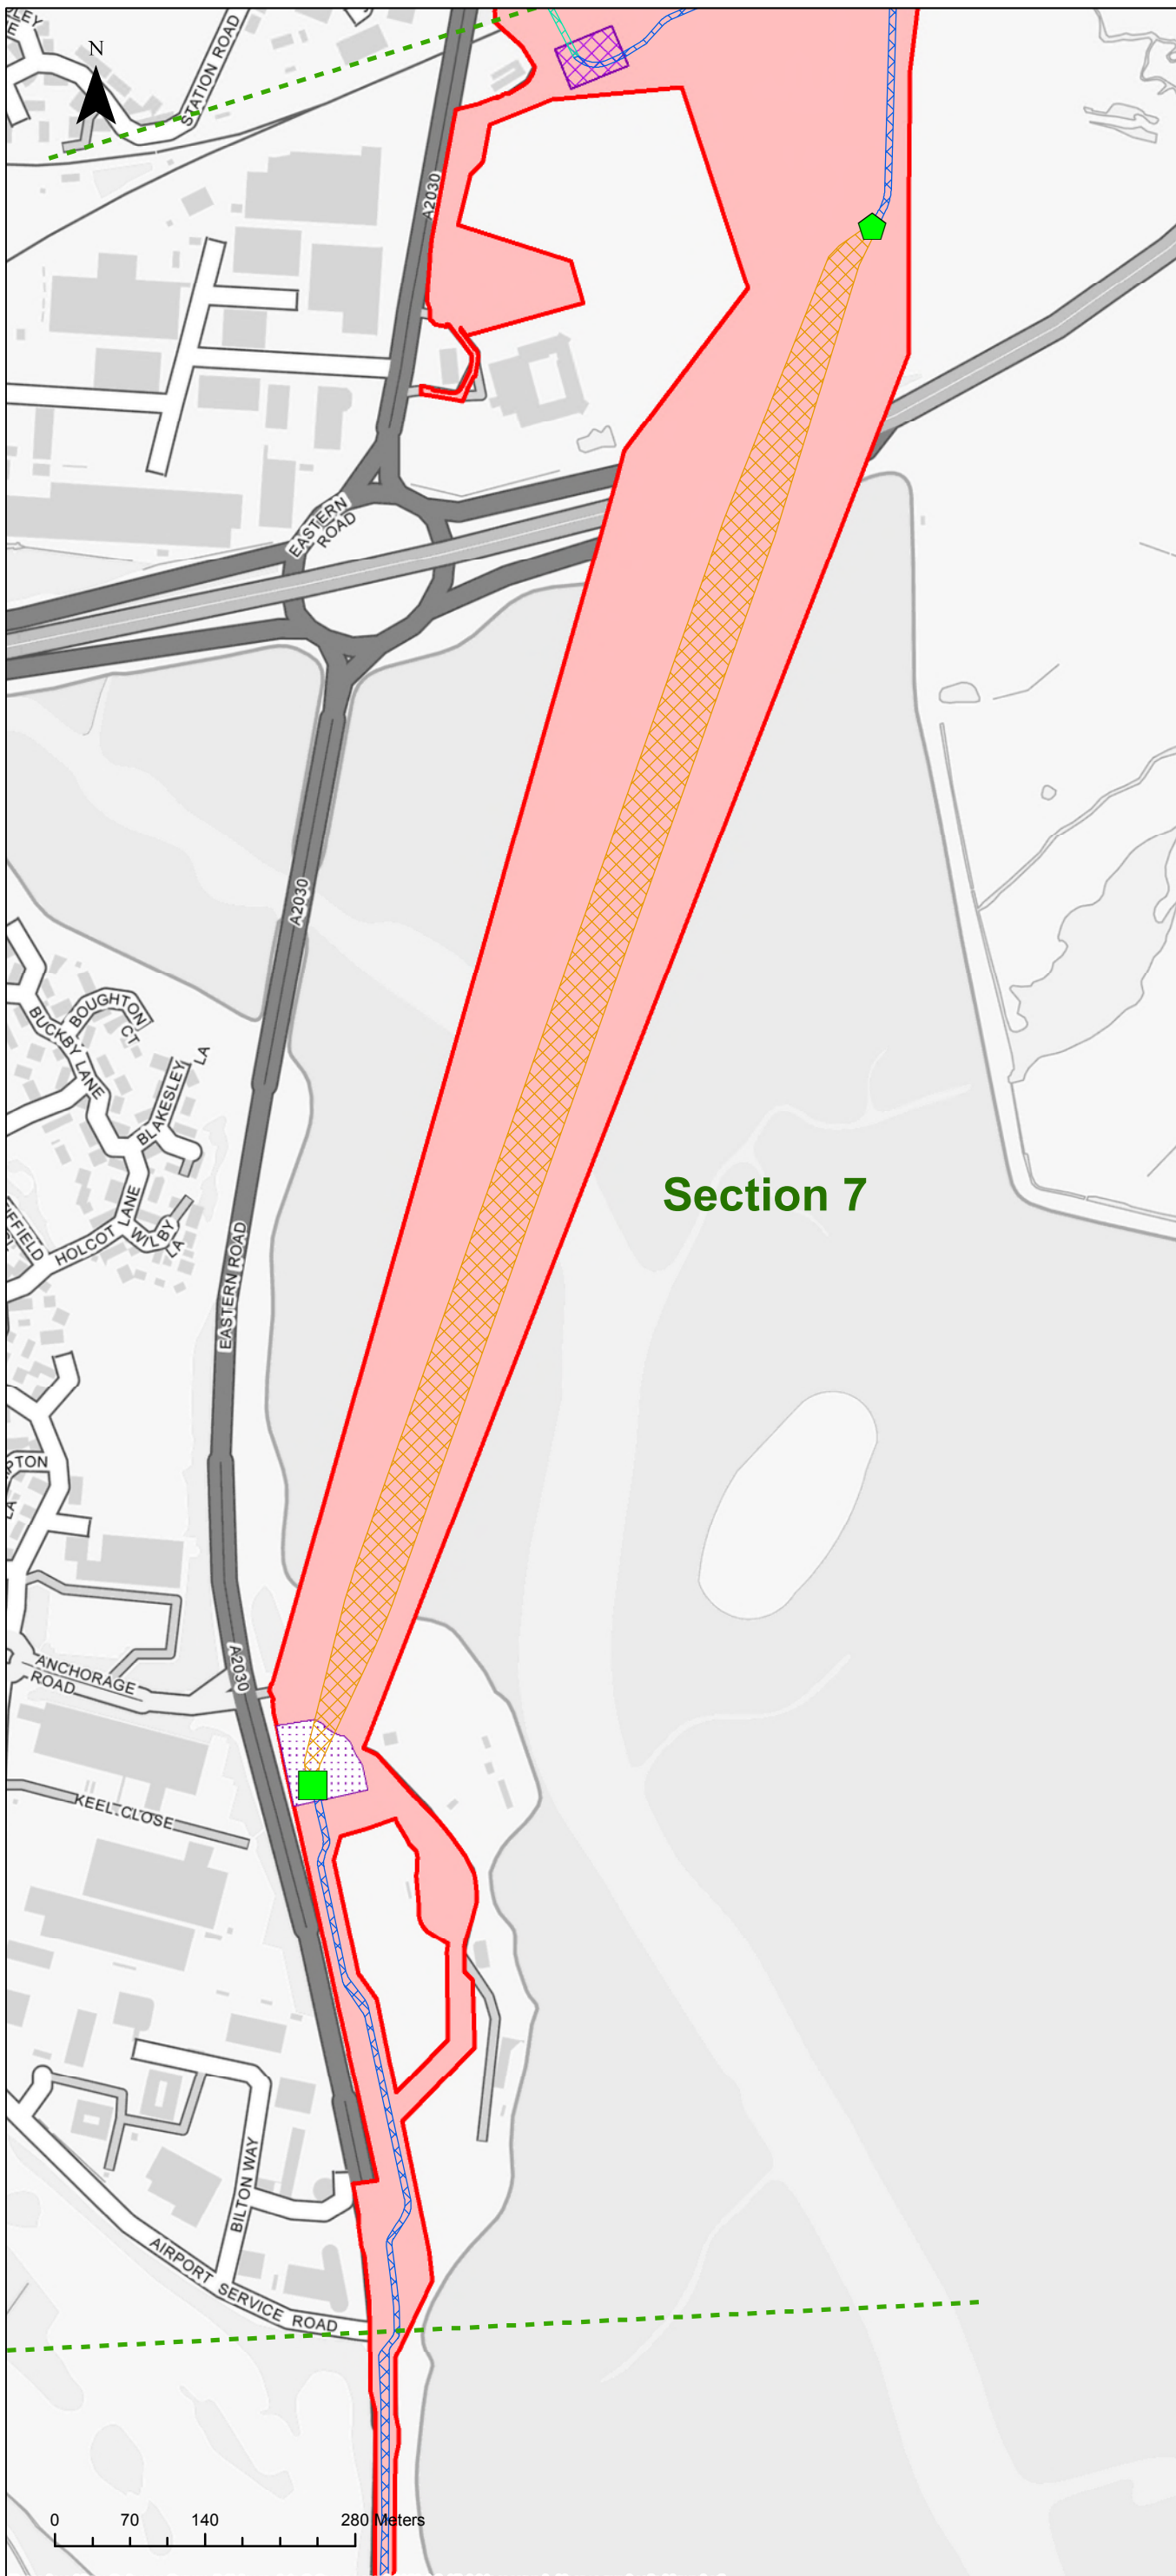 N
STATION ROAD
A2030
EASTERN
ROAD
A2030
BOUGHTON
CT
BUCKBY LANE
BLAKESLEY
LA
HOLCOT LANE
WILBY
LA
EASTERN ROAD
Section 7
ANCHORAGE
ROAD
A2030
KEEL CLOSE
BILTON WAY
AIRPORT SERVICE ROAD
0 70 140 280 Meters